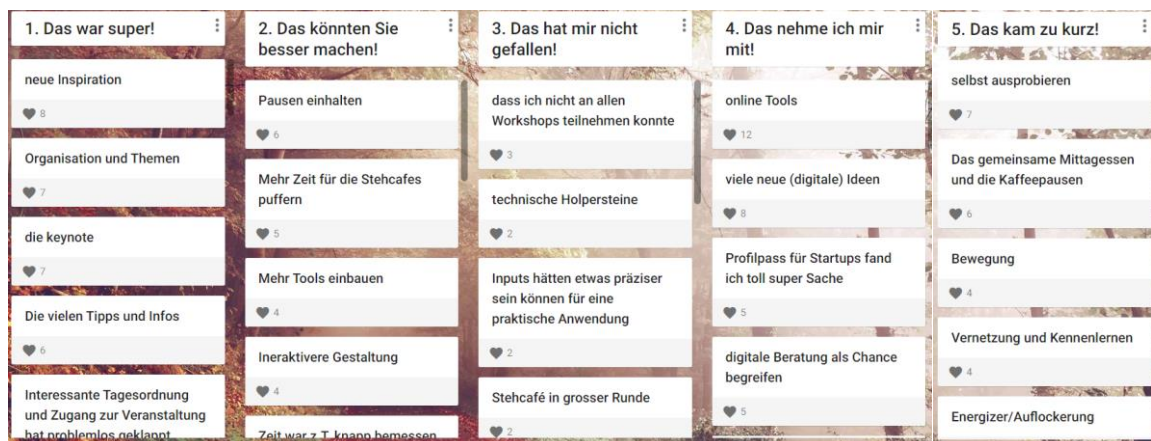 1. Das war super!
neue Inspiration
8
Organisation und Themen
7
die keynote
7
Die vielen Tipps und Infos
6
Interessante Tagesordnung
und Zugang zur Veranstaltung
hat problemlos geklappt
2. Das könnten Sie
besser machen!
Pausen einhalten
6
Mehr Zeit für die Stehcafes
puffern
5
Mehr Tools einbauen
4
Ineraktivere Gestaltung
4
Zeit war z.T. knapp bemessen
3. Das hat mir nicht
gefallen!
dass ich nicht an allen
Workshops teilnehmen konnte
3
technische Holpersteine
2
Inputs hätten etwas präziser
sein können für eine
praktische Anwendung
2
Stehcafé in grosser Runde
2
4. Das nehme ich mir
mit!
online Tools
12
viele neue (digitale) Ideen
8
Profilpass für Startups fand
ich toll super Sache
5
digitale Beratung als Chance
begreifen
5
5. Das kam zu kurz!
selbst ausprobieren
7
Das gemeinsame Mittagessen
und die Kaffeepausen
6
Bewegung
4
Vernetzung und Kennenlernen
4
Energizer/Auflockerung